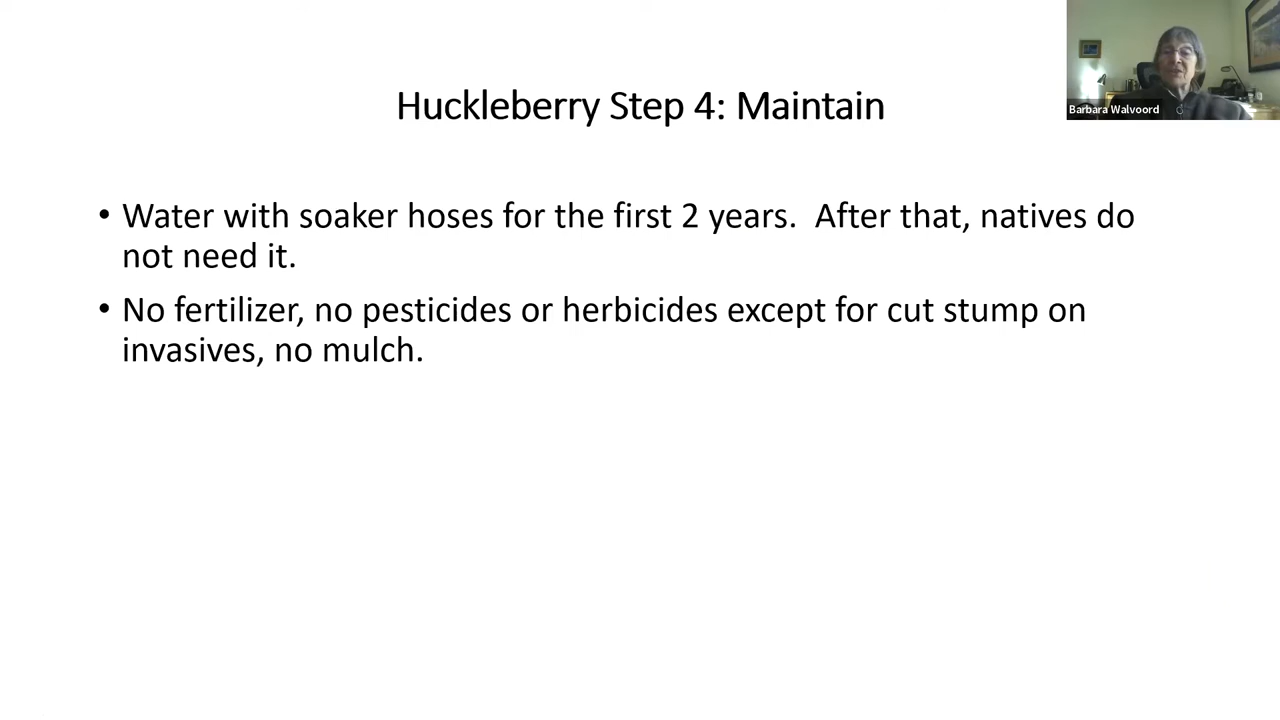 Barbara Walvoord
Huckleberry Step 4: Maintain
• Water with soaker hoses for the first 2 years.  After that, natives do
not need it.
• No fertilizer, no pesticides or herbicides except for cut stump on
invasives, no mulch.